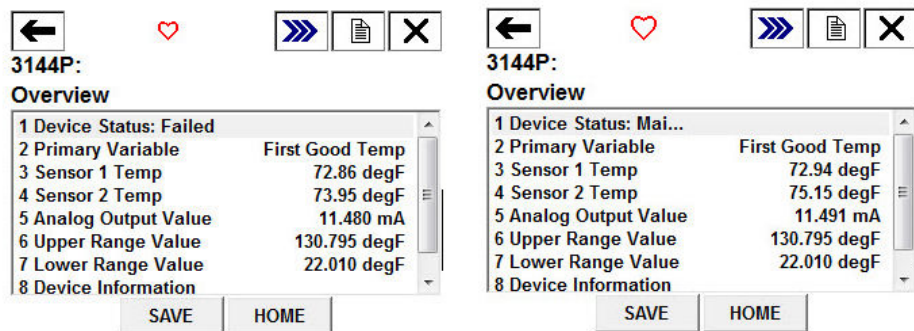 3144P:
Overview
1 Device Status: Failed
2 Primary Variable First Good Temp
3 Sensor 1 Temp 72.86 degF
4 Sensor 2 Temp 73.95 degF
5 Analog Output Value 11.480 mA
6 Upper Range Value 130.795 degF
7 Lower Range Value 22.010 degF
8 Device Information
SAVE HOME
3144P:
Overview
1 Device Status: Mai...
2 Primary Variable First Good Temp
3 Sensor 1 Temp 72.94 degF
4 Sensor 2 Temp 75.15 degF
5 Analog Output Value 11.491 mA
6 Upper Range Value 130.795 degF
7 Lower Range Value 22.010 degF
8 Device Information
SAVE HOME